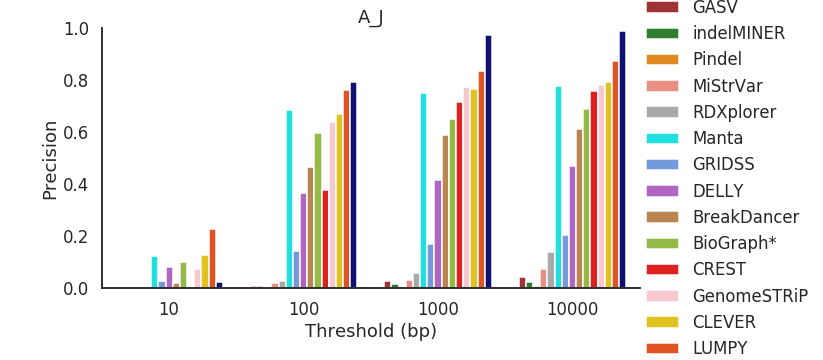 A_J
1.0
0.8
0.6
0.4
0.2
0.0
Precision
10
100
1000
10000
Threshold (bp)
GASV
indelMINER
Pindel
MiStrVar
RDXplorer
Manta
GRIDSS
DELLY
BreakDancer
BioGraph*
CREST
GenomeSTRiP
CLEVER
LUMPY